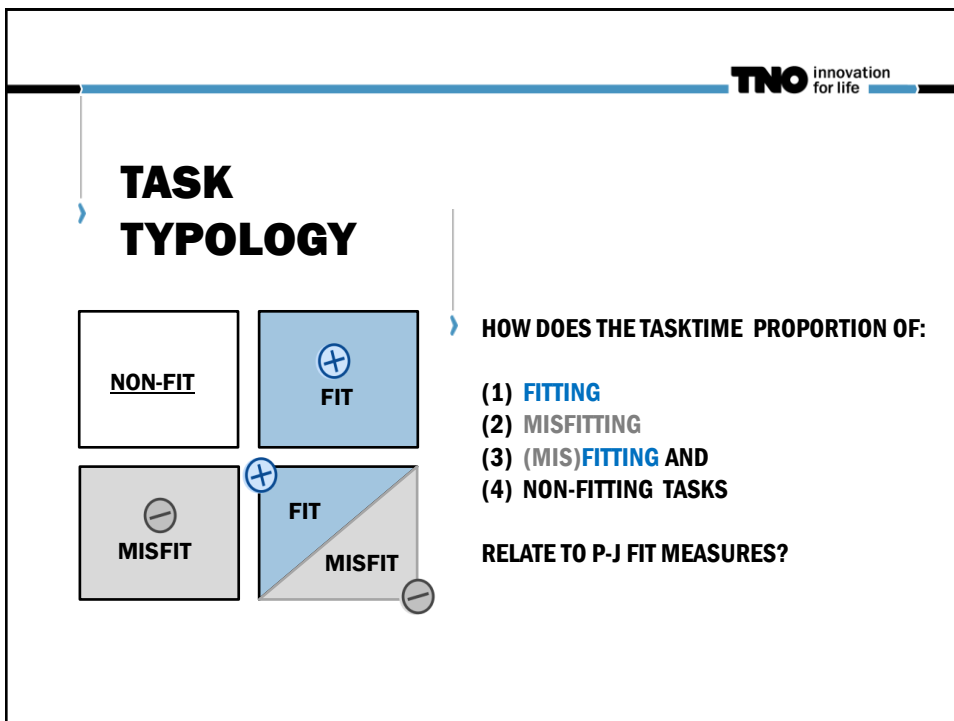 TNO innovation
for life
TASK
TYPOLOGY
NON-FIT
FIT
MISFIT
FIT
MISFIT
HOW DOES THE TASKTIME PROPORTION OF:
(1) FITTING
(2) MISFITTING
(3) (MIS)FITTING AND
(4) NON-FITTING TASKS
RELATE TO P-J FIT MEASURES?